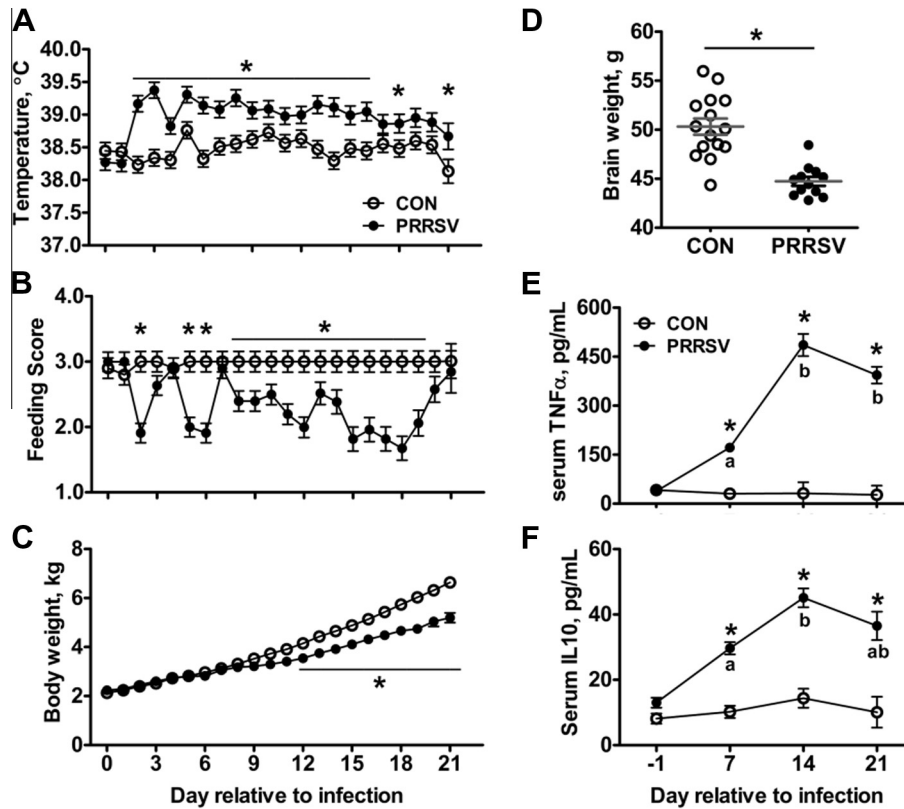 A
Temperature, °C
40.0
39.5
39.0
38.5
38.0
37.5
37.0
*
*
*
CON
PRRSV
B
Feeding Score
4.0
3.0
2.0
1.0
*
* *
*
C
Body weight, kg
8
6
4
2
0
*
0 3 6 9 12 15 18 21
Day relative to infection
D
Brain weight, g
60
55
50
45
40
*
CON PRRSV
E
serum TNFα, pg/mL
600
450
300
150
0
CON
PRRSV
*
a
*
b
*
b
F
Serum IL10, pg/mL
60
40
20
0
*
a
*
b
*
ab
-1 7 14 21
Day relative to infection